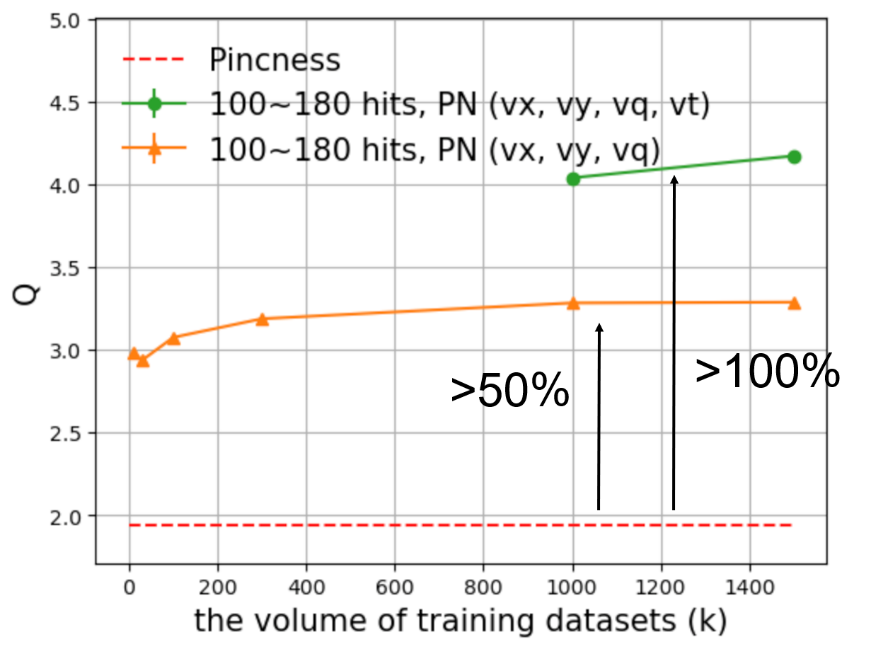 5.0
4.5
4.0
3.5
3.0
2.5
2.0
Q
Pincness
100~180 hits, PN (vx, vy, vq, vt)
100~180 hits, PN (vx, vy, vq)
>50%
>100%
0 200 400 600 800 1000 1200 1400
the volume of training datasets (k)